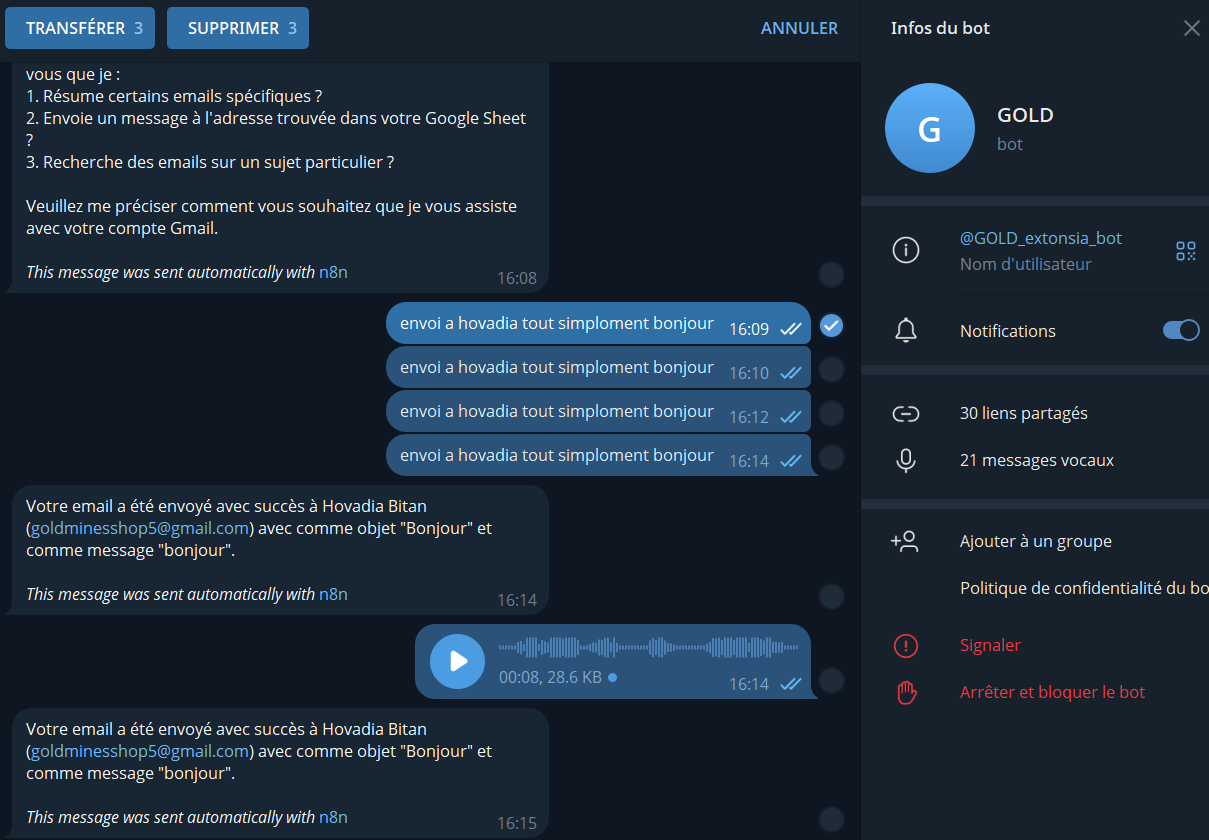 TRANSFÉRER 3
SUPPRIMER 3
ANNULER
vous que je :
1. Résume certains emails spécifiques ?
2. Envoie un message à l'adresse trouvée dans votre Google Sheet
?
3. Recherche des emails sur un sujet particulier ?
Veuillez me préciser comment vous souhaitez que je vous assiste
avec votre compte Gmail.
This message was sent automatically with n8n
16:08
envoi a hovadia tout simploment bonjour 16:09
envoi a hovadia tout simploment bonjour 16:10
envoi a hovadia tout simploment bonjour 16:12
envoi a hovadia tout simploment bonjour 16:14
Votre email a été envoyé avec succès à Hovadia Bitan
(goldminesshop5@gmail.com) avec comme objet "Bonjour" et
comme message "bonjour".
This message was sent automatically with n8n
16:14
00:08, 28.6 KB
16:14
Votre email a été envoyé avec succès à Hovadia Bitan
(goldminesshop5@gmail.com) avec comme objet "Bonjour" et
comme message "bonjour".
This message was sent automatically with n8n
16:15
Infos du bot
G
GOLD
bot
@GOLD_extonsia_bot
Nom d'utilisateur
Notifications
30 liens partagés
21 messages vocaux
Ajouter à un groupe
Politique de confidentialité du bo
Signaler
Arrêter et bloquer le bot